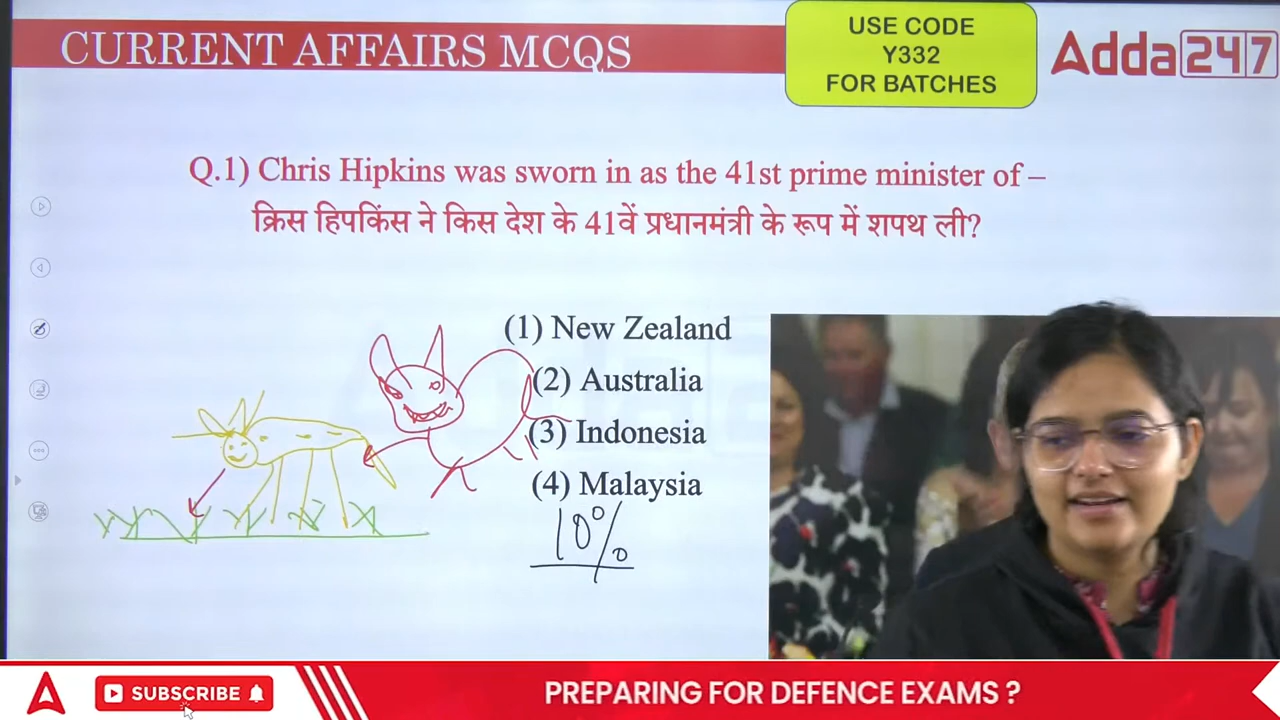 CURRENT AFFAIRS MCQS
USE CODE
Y332
FOR BATCHES
Adda247
Q.1) Chris Hipkins was sworn in as the 41st prime minister of –
क्रिस हिपकिंस ने किस देश के 41वें प्रधानमंत्री के रूप में शपथ ली?
(1) New Zealand
(2) Australia
(3) Indonesia
(4) Malaysia
10%
SUBSCRIBE
PREPARING FOR DEFENCE EXAMS ?